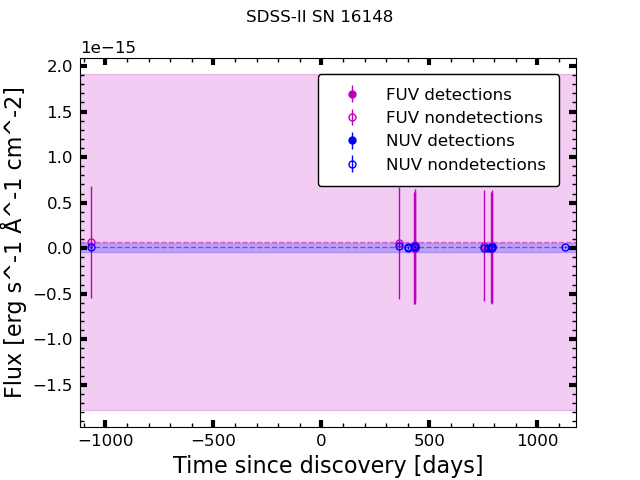 SDSS-II SN 16148
1e−15
2.0
1.5
1.0
0.5
0.0
−0.5
−1.0
−1.5
Flux [erg s^-1 Å^-1 cm^-2]
FUV detections
FUV nondetections
NUV detections
NUV nondetections
−1000 −500 0 500 1000
Time since discovery [days]